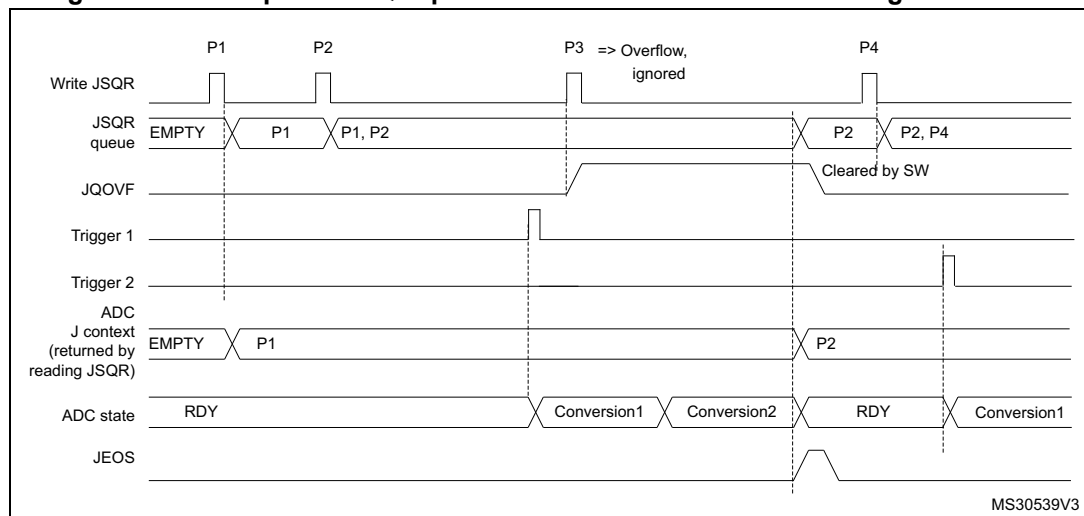 P1 P2 P3 => Overflow, P4
ignored
Write JSQR
JSQR
queue
EMPTY P1 P1, P2 P2 P2, P4
JQOVF
Cleared by SW
Trigger 1
Trigger 2
ADC
J context
(returned by
reading JSQR)
EMPTY P1 P2
ADC state RDY Conversion1 Conversion2 RDY Conversion1
JEOS
MS30539V3